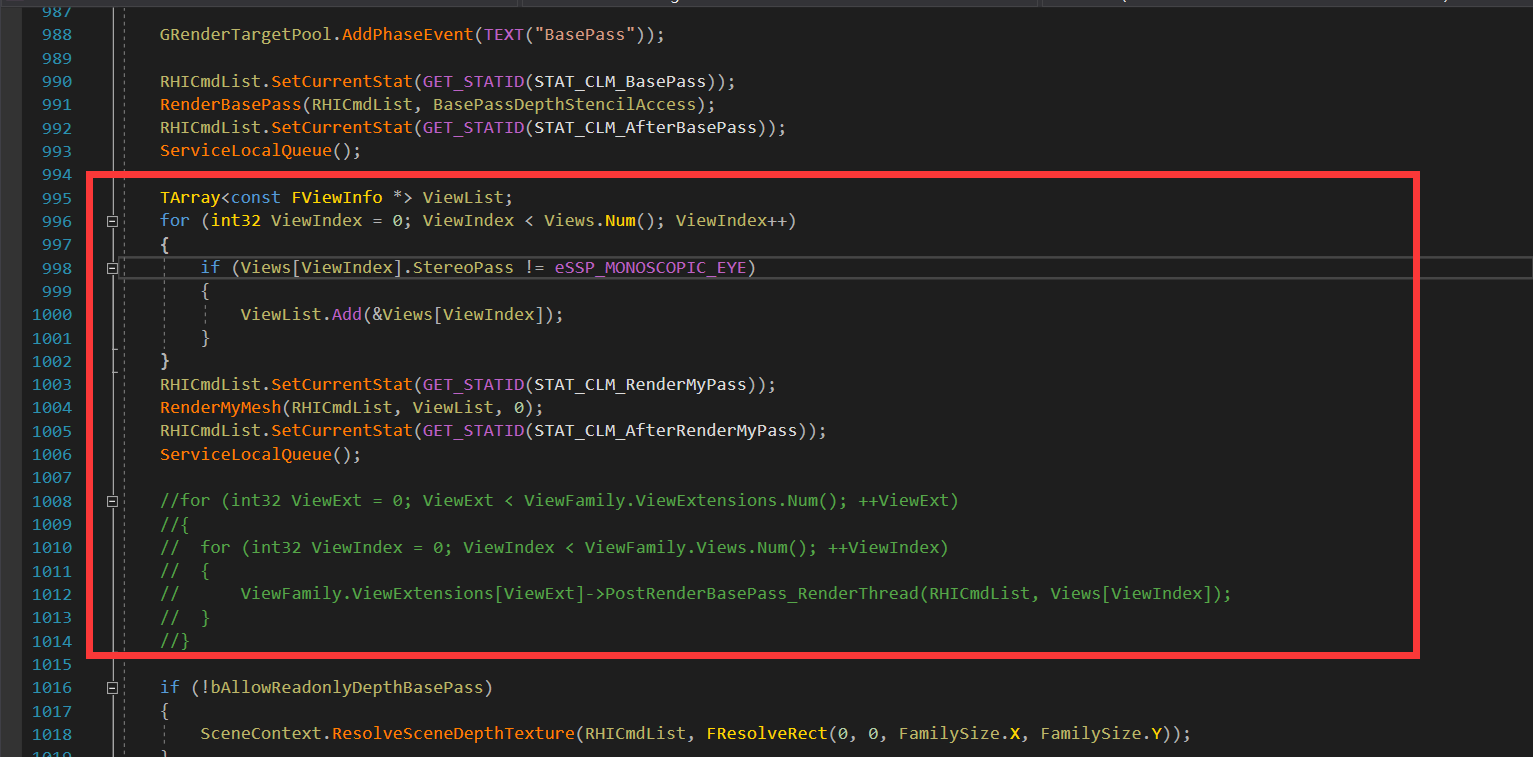 987
988 GRenderTargetPool.AddPhaseEvent(TEXT("BasePass"));
989
990 RHICmdList.SetCurrentStat(GET_STATID(STAT_CLM_BasePass));
991 RenderBasePass(RHICmdList, BasePassDepthStencilAccess);
992 RHICmdList.SetCurrentStat(GET_STATID(STAT_CLM_AfterBasePass));
993 ServiceLocalQueue();
994
995 TArray<const FViewInfo *> ViewList;
996 for (int32 ViewIndex = 0; ViewIndex < Views.Num(); ViewIndex++)
997 {
998 if (Views[ViewIndex].StereoPass != eSSP_MONOSCOPIC_EYE)
999 {
1000 ViewList.Add(&Views[ViewIndex]);
1001 }
1002 }
1003 RHICmdList.SetCurrentStat(GET_STATID(STAT_CLM_RenderMyPass));
1004 RenderMyMesh(RHICmdList, ViewList, 0);
1005 RHICmdList.SetCurrentStat(GET_STATID(STAT_CLM_AfterRenderMyPass));
1006 ServiceLocalQueue();
1007
1008 //for (int32 ViewExt = 0; ViewExt < ViewFamily.ViewExtensions.Num(); ++ViewExt)
1009 //{
1010 // for (int32 ViewIndex = 0; ViewIndex < ViewFamily.Views.Num(); ++ViewIndex)
1011 // {
1012 // ViewFamily.ViewExtensions[ViewExt]->PostRenderBasePass_RenderThread(RHICmdList, Views[ViewIndex]);
1013 // }
1014 //}
1015
1016 if (!bAllowReadonlyDepthBasePass)
1017 {
1018 SceneContext.ResolveSceneDepthTexture(RHICmdList, FResolveRect(0, 0, FamilySize.X, FamilySize.Y));
1019 }